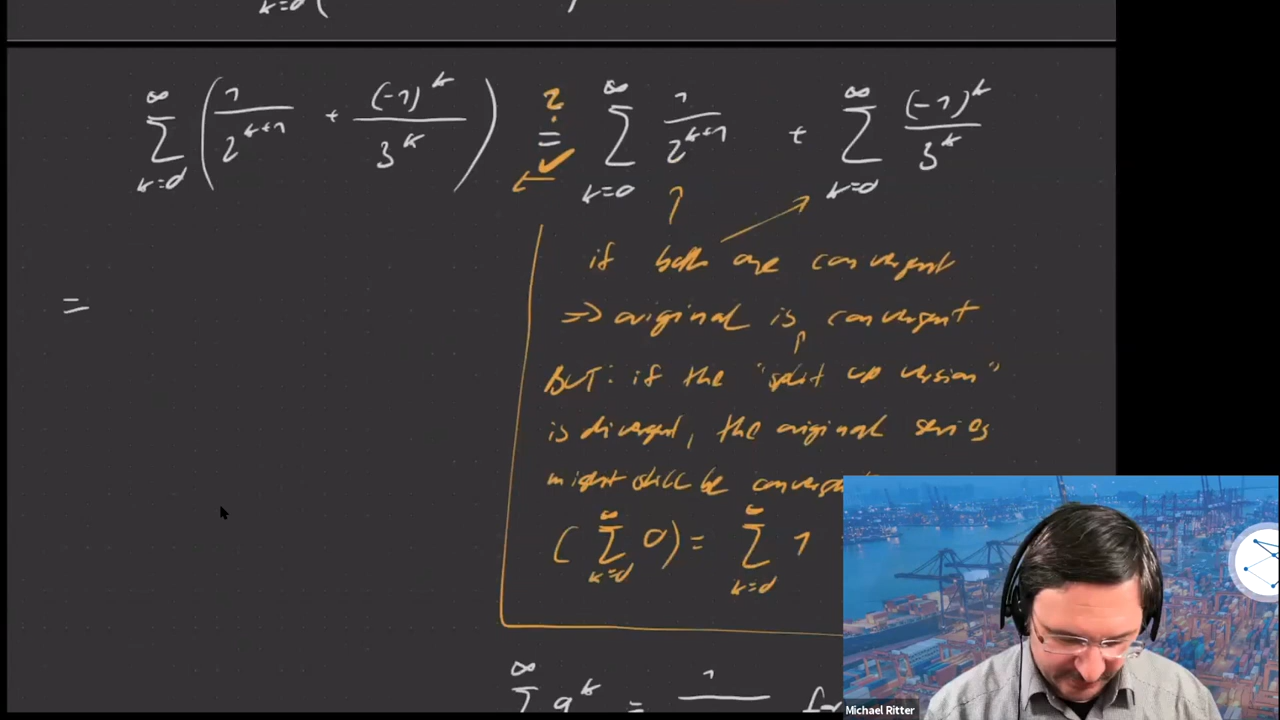 k=0(
∞ ∑ k=0 ( 1 / 2^(k+1) + (-1)^k / 3^k ) =? ✓ ∞ ∑ k=0 1 / 2^(k+1) + ∞ ∑ k=0 (-1)^k / 3^k
if both are convergent
=> original is convergent
=
BUT: if the "split up version"
is divergent, the original series
might still be
( ∞ ∑ k=0 0 ) = ∞ ∑ k=0 1
∞ ∑ q^k = 1 / for
Michael Ritter